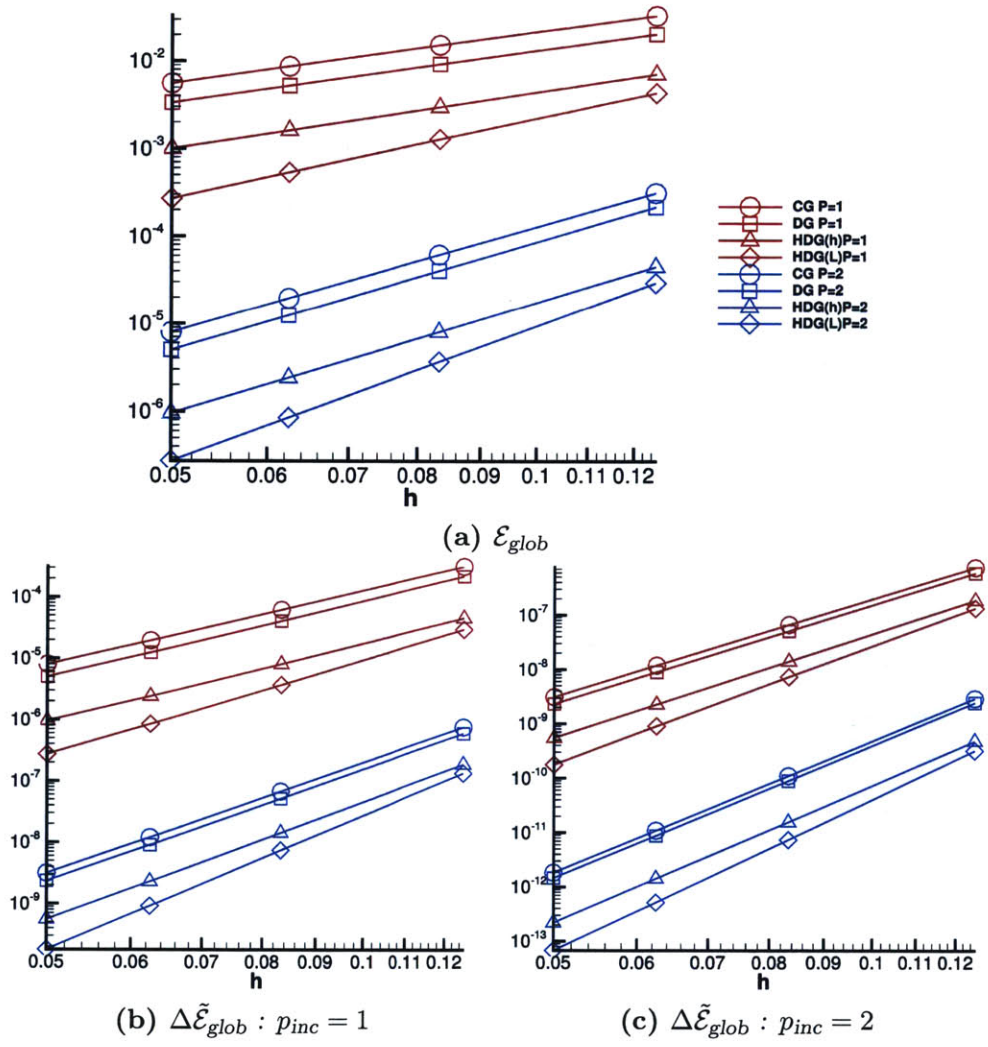 10⁻²
10⁻³
10⁻⁴
10⁻⁵
10⁻⁶
0.05 0.06 0.07 0.08 0.09 0.1 0.11 0.12
h
CG P=1
DG P=1
HDG(h)P=1
HDG(L)P=1
CG P=2
DG P=2
HDG(h)P=2
HDG(L)P=2
(a) ℰ_glob
10⁻⁴
10⁻⁵
10⁻⁶
10⁻⁷
10⁻⁸
10⁻⁹
0.05 0.06 0.07 0.08 0.09 0.1 0.11 0.12
h
(b) Δℰ̃_glob : p_inc = 1
10⁻⁷
10⁻⁸
10⁻⁹
10⁻¹⁰
10⁻¹¹
10⁻¹²
10⁻¹³
0.05 0.06 0.07 0.08 0.09 0.1 0.11 0.12
h
(c) Δℰ̃_glob : p_inc = 2